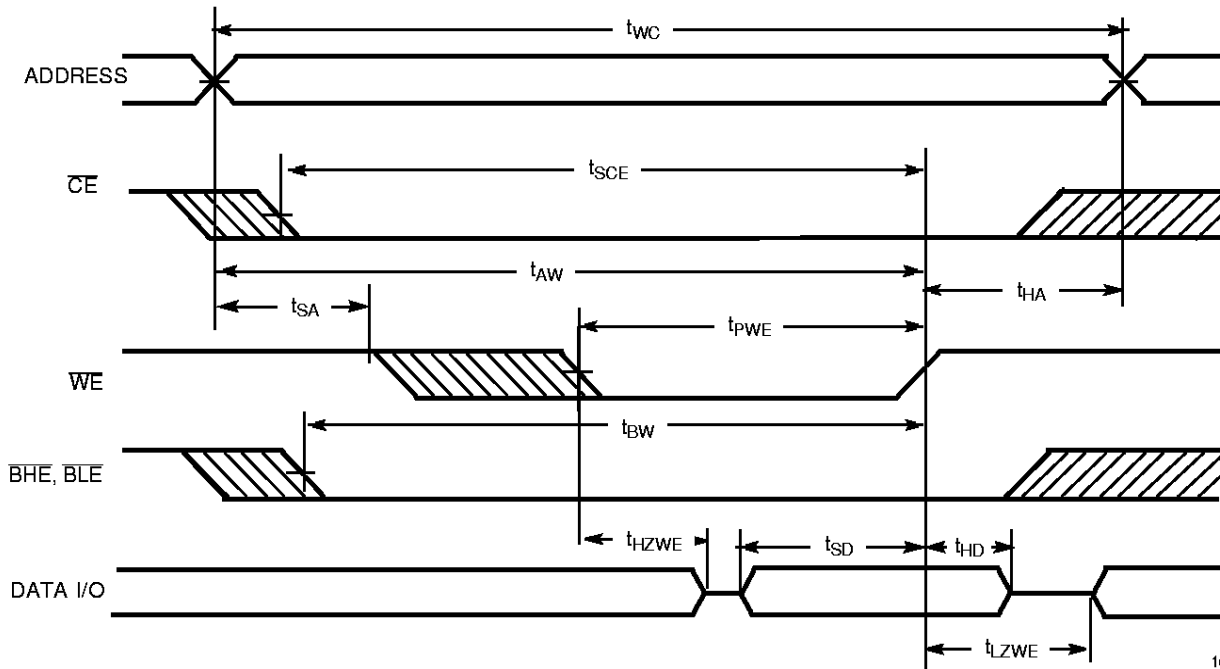 tWC
ADDRESS
tSCE
CE
tAW
tSA
tHA
tPWE
WE
tBW
BHE, BLE
tHZWE
tSD
tHD
DATA I/O
tLZWE